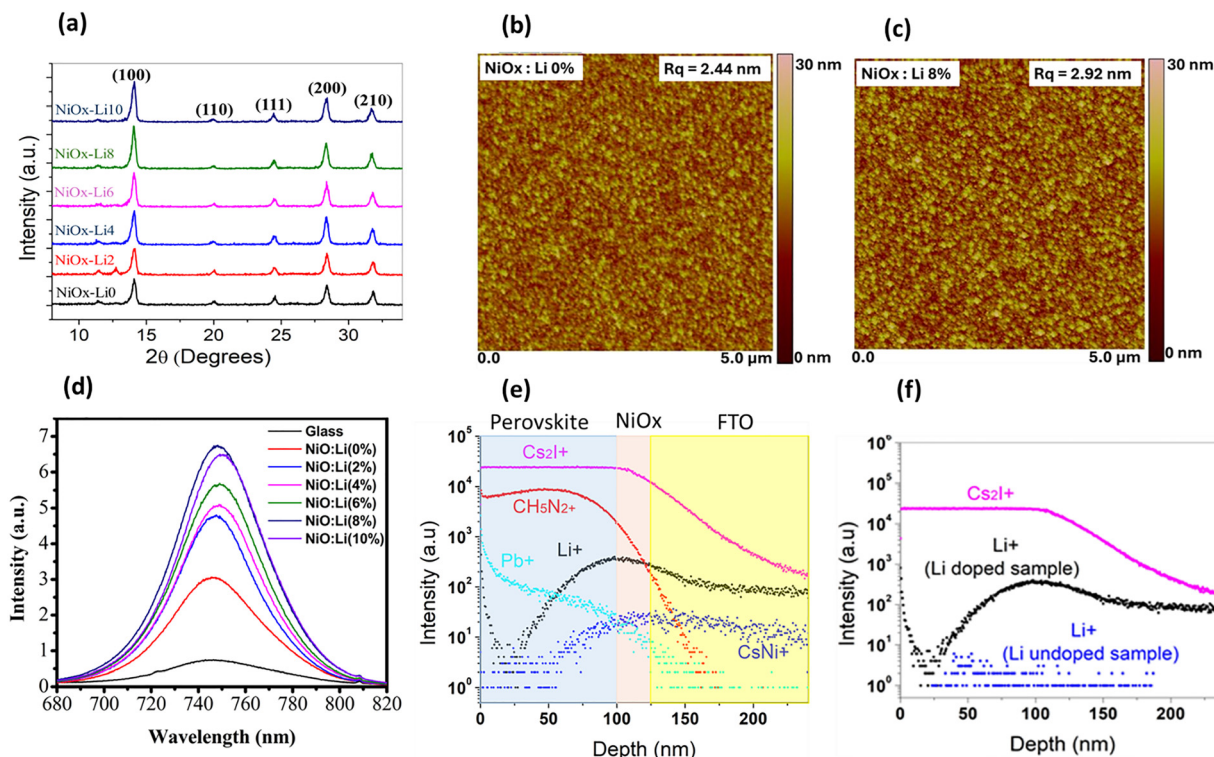 (a)
(100)
(110)
(111)
(200)
(210)
NiOx-Li10
NiOx-Li8
NiOx-Li6
NiOx-Li4
NiOx-Li2
NiOx-Li0
Intensity (a.u.)
10 15 20 25 30
2θ (Degrees)
(b)
NiOx : Li 0%
Rq = 2.44 nm
30 nm
0 nm
0.0
5.0 µm
(c)
NiOx : Li 8%
Rq = 2.92 nm
30 nm
0 nm
0.0
5.0 µm
(d)
Intensity (a.u.)
7
6
5
4
3
2
1
0
Glass
NiO:Li(0%)
NiO:Li(2%)
NiO:Li(4%)
NiO:Li(6%)
NiO:Li(8%)
NiO:Li(10%)
680 700 720 740 760 780 800 820
Wavelength (nm)
(e)
Perovskite NiOx FTO
Intensity (a.u)
10⁵
10⁴
10³
10²
10¹
10⁰
Cs₂I+
CH₅N₂+
Pb+
Li+
CsNi+
0 50 100 150 200
Depth (nm)
(f)
Intensity (a.u)
10⁶
10⁵
10⁴
10³
10²
10¹
10⁰
Cs₂I+
Li+
(Li doped sample)
Li+
(Li undoped sample)
0 50 100 150 200
Depth (nm)